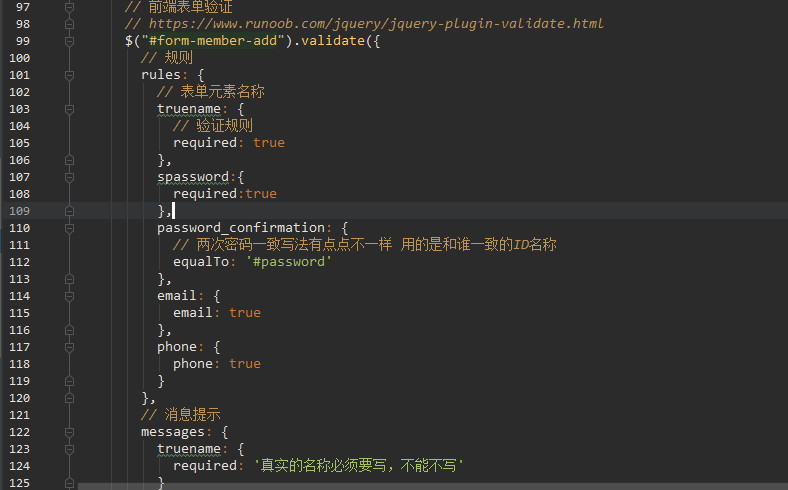 97 // 前端表单验证
98 // https://www.runoob.com/jquery/jquery-plugin-validate.html
99 $("#form-member-add").validate({
100 // 规则
101 rules: {
102 // 表单元素名称
103 truename: {
104 // 验证规则
105 required: true
106 },
107 spassword:{
108 required:true
109 },
110 password_confirmation: {
111 // 两次密码一致写法有点点不一样 用的是和谁一致的ID名称
112 equalTo: '#password'
113 },
114 email: {
115 email: true
116 },
117 phone: {
118 phone: true
119 }
120 },
121 // 消息提示
122 messages: {
123 truename: {
124 required: '真实的名称必须要写，不能不写'
125 }